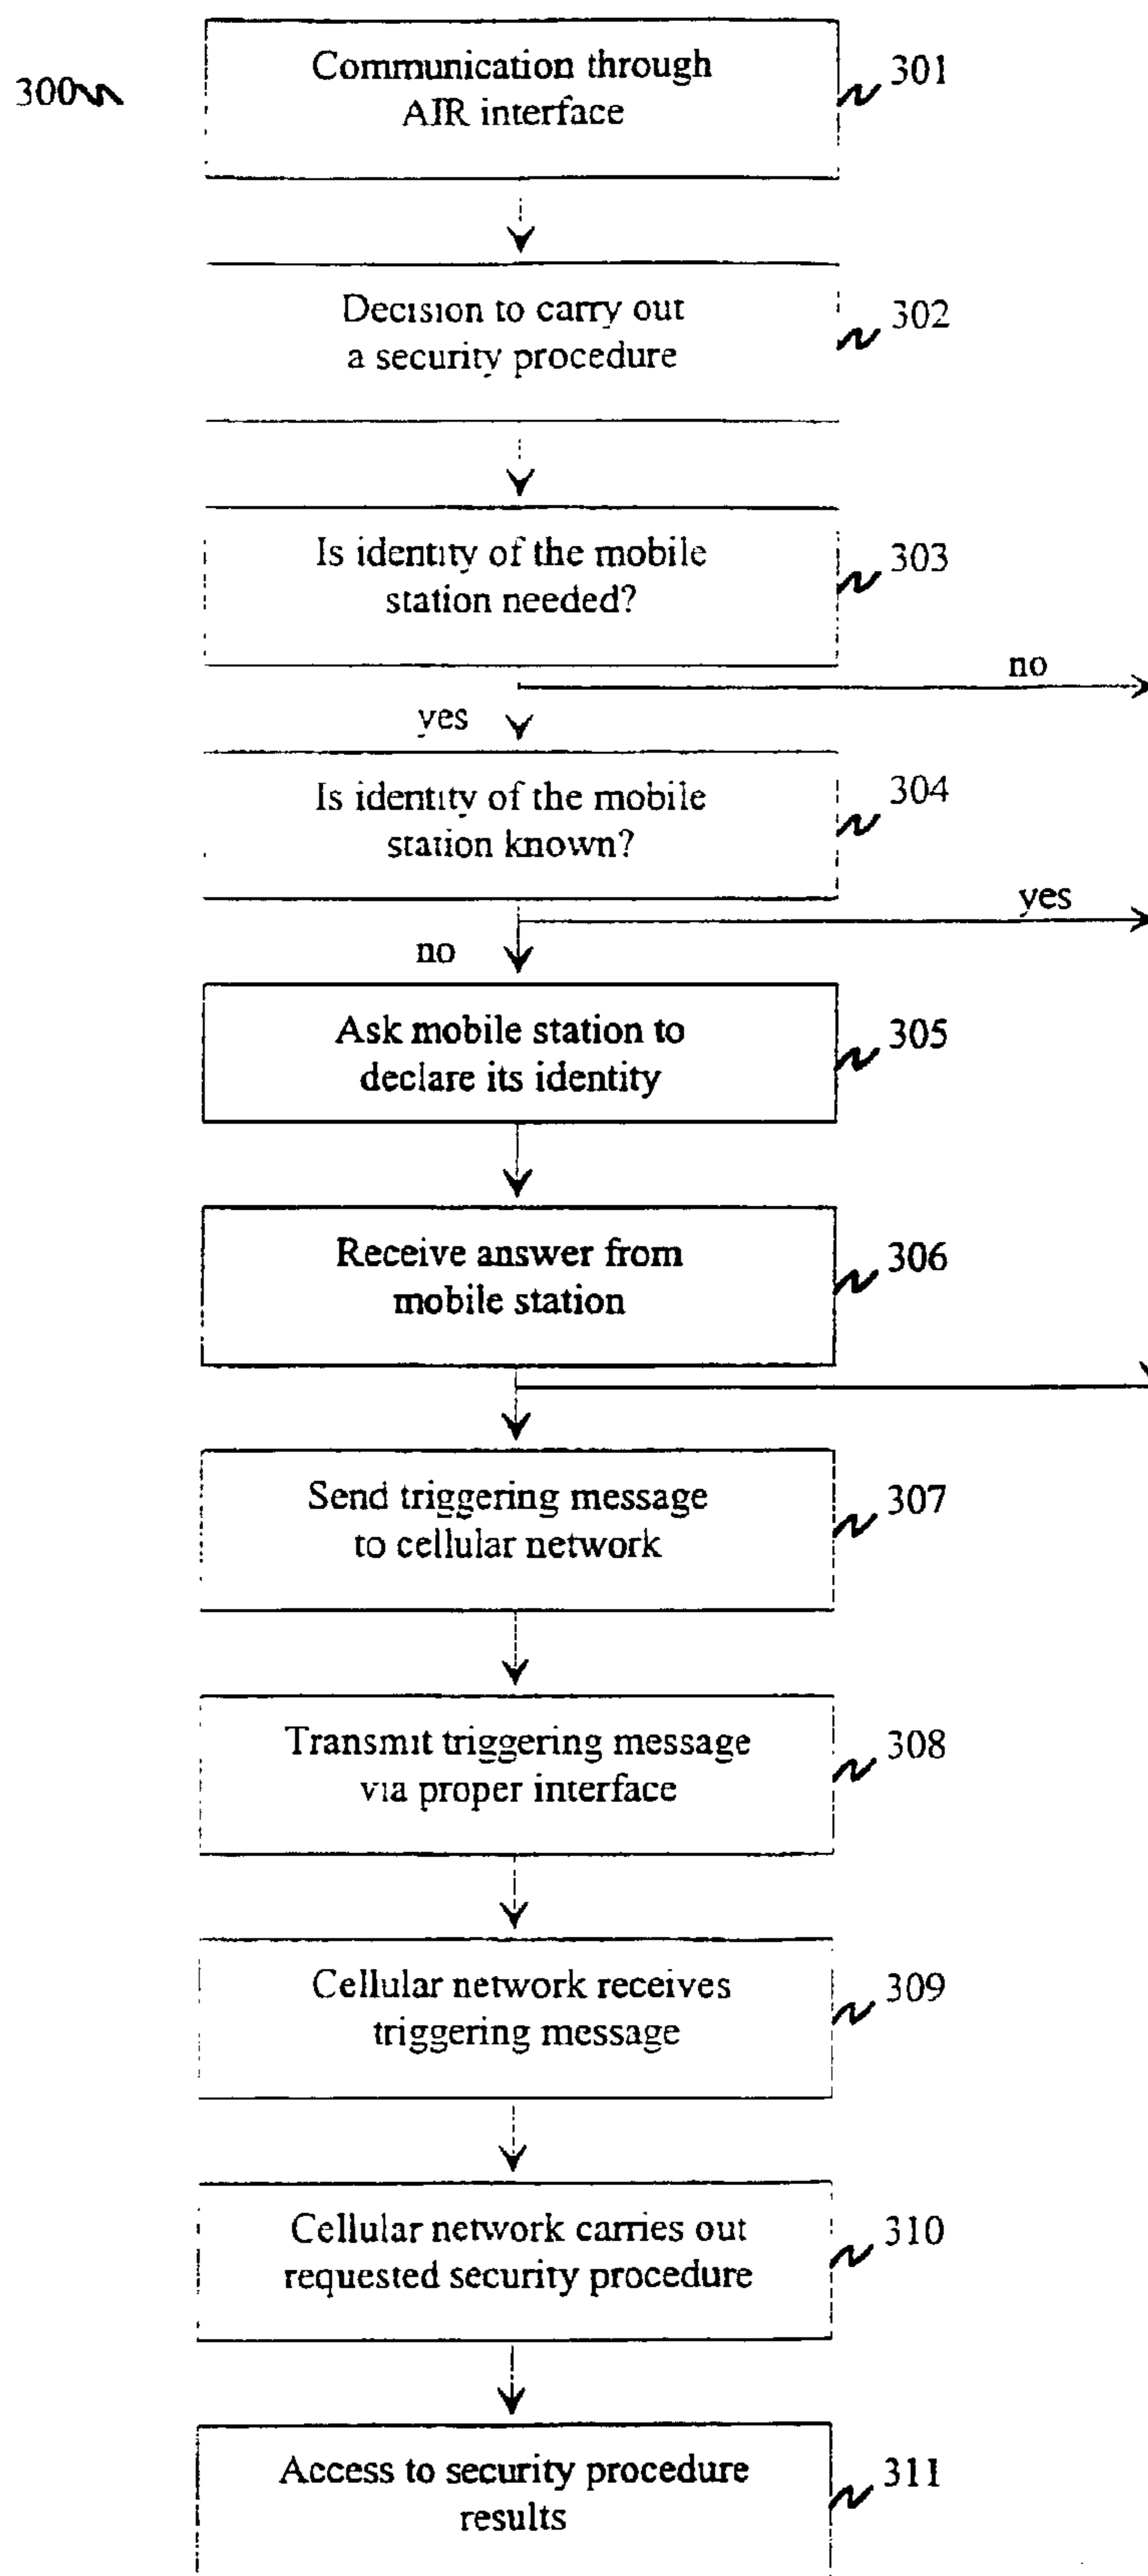 300
Communication through
AIR interface
301
Decision to carry out
a security procedure
302
Is identity of the mobile
station needed?
303
no
yes
Is identity of the mobile
station known?
304
yes
no
Ask mobile station to
declare its identity
305
Receive answer from
mobile station
306
Send triggering message
to cellular network
307
Transmit triggering message
via proper interface
308
Cellular network receives
triggering message
309
Cellular network carries out
requested security procedure
310
Access to security procedure
results
311